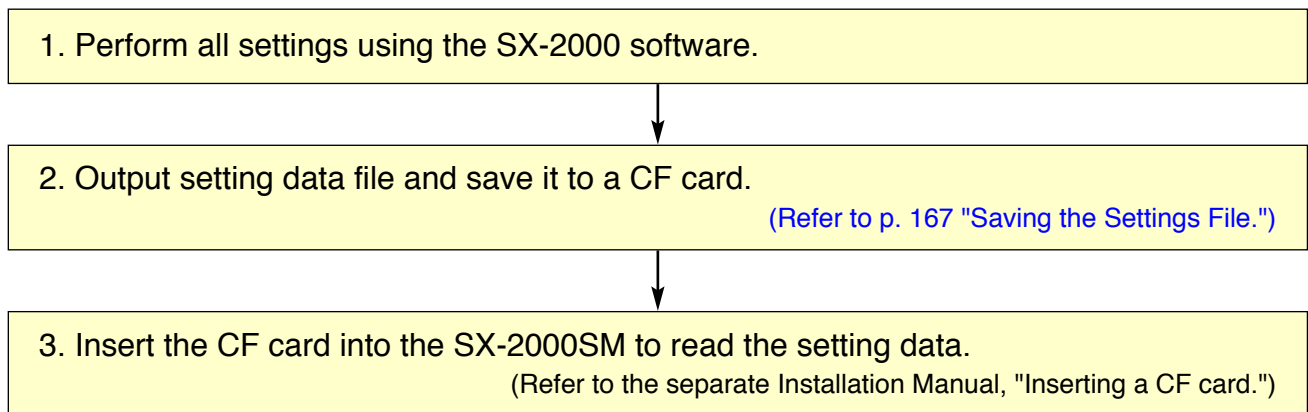 1. Perform all settings using the SX-2000 software.
2. Output setting data file and save it to a CF card.
(Refer to p. 167 "Saving the Settings File.")
3. Insert the CF card into the SX-2000SM to read the setting data.
(Refer to the separate Installation Manual, "Inserting a CF card.")